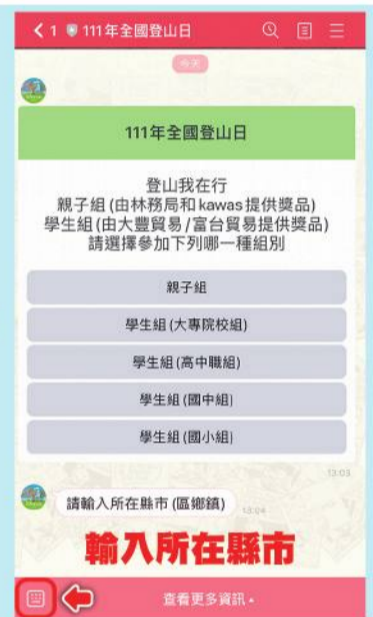 1 111年全國登山日
今天
111年全國登山日
登山我在行
親子組(由林務局和kawas提供獎品)
學生組(由大豐貿易/富台貿易提供獎品)
請選擇參加下列哪一種組別
親子組
學生組(大專院校組)
學生組(高中職組)
學生組(國中組)
學生組(國小組)
13:03
請輸入所在縣市(區鄉鎮)
13:04
輸入所在縣市
查看更多資訊